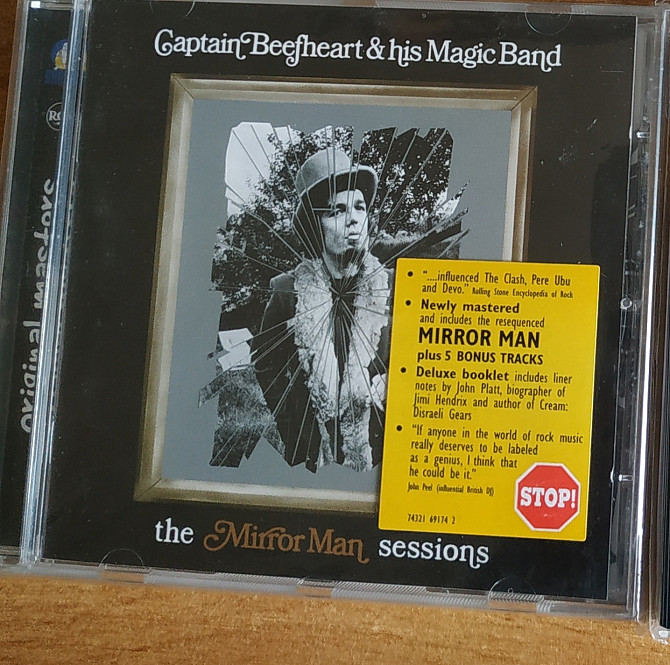 Captain Beefheart & his Magic Band
original masters
• "....influenced The Clash, Pere Ubu
and Devo." Rolling Stone Encyclopedia of Rock
• Newly mastered
and includes the resequenced
MIRROR MAN
plus 5 BONUS TRACKS
• Deluxe booklet includes liner
notes by John Platt, biographer of
Jimi Hendrix and author of Cream:
Disraeli Gears
• "If anyone in the world of rock music
really deserves to be labeled
as a genius, I think that
he could be it."
John Peel (influential British DJ)
STOP!
74321 69174 2
the Mirror Man sessions